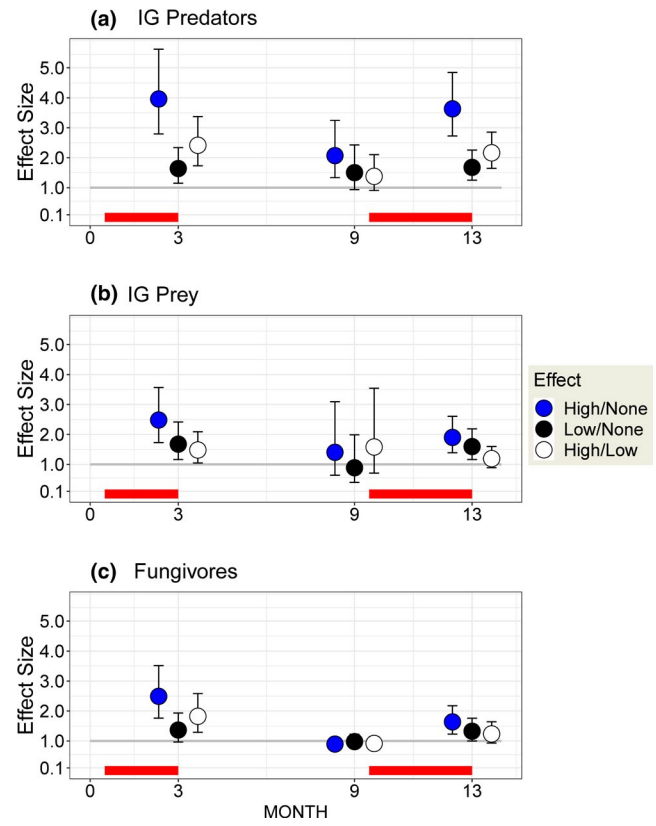 (a) IG Predators
Effect Size
5.0
4.0
3.0
2.0
1.0
0.1
0 3 9 13
(b) IG Prey
Effect Size
5.0
4.0
3.0
2.0
1.0
0.1
0 3 9 13
Effect
High/None
Low/None
High/Low
(c) Fungivores
Effect Size
5.0
4.0
3.0
2.0
1.0
0.1
0 3 9 13
MONTH